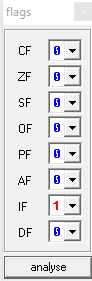 flags
CF 0
ZF 0
SF 0
OF 0
PF 0
AF 0
IF 1
DF 0
analyse